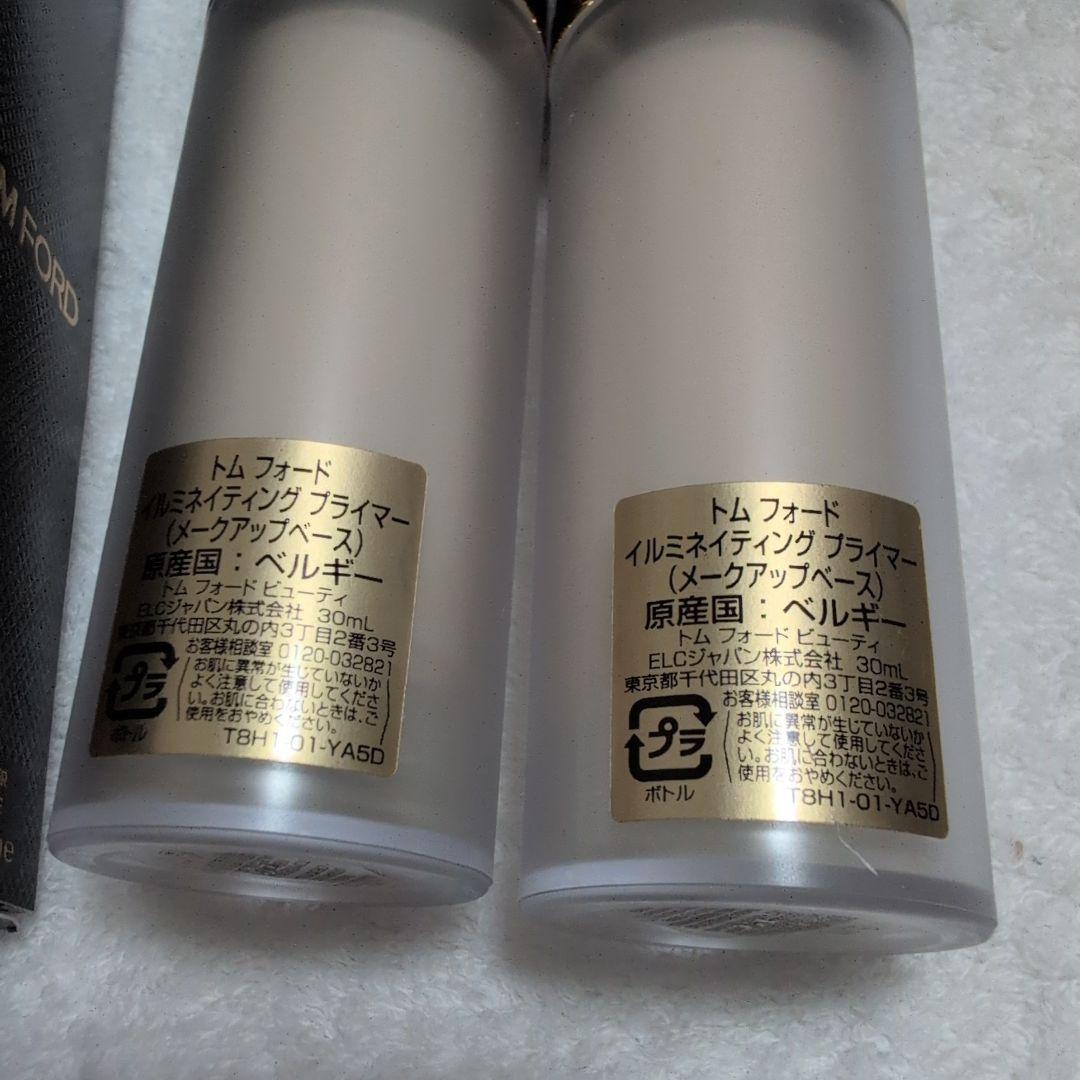 M FORD
トム フォード
イルミネイティング プライマー
(メークアップベース)
原産国：ベルギー
トム フォード ビューティ
ELCジャパン株式会社 30mL
東京都千代田区丸の内3丁目2番3号
お客様相談室 0120-032821
お肌に異常が生じていないか
よく注意して使用してくださ
い。お肌に合わないときは、ご
使用をおやめください。
プラ
ボトル
T8H1-01-YA5D
トム フォード
イルミネイティング プライマー
(メークアップベース)
原産国：ベルギー
トム フォード ビューティ
ELCジャパン株式会社 30mL
東京都千代田区丸の内3丁目2番3号
お客様相談室 0120-032821
お肌に異常が生じていないか
よく注意して使用してくださ
い。お肌に合わないときは、ご
使用をおやめください。
プラ
ボトル
T8H1-01-YA5D